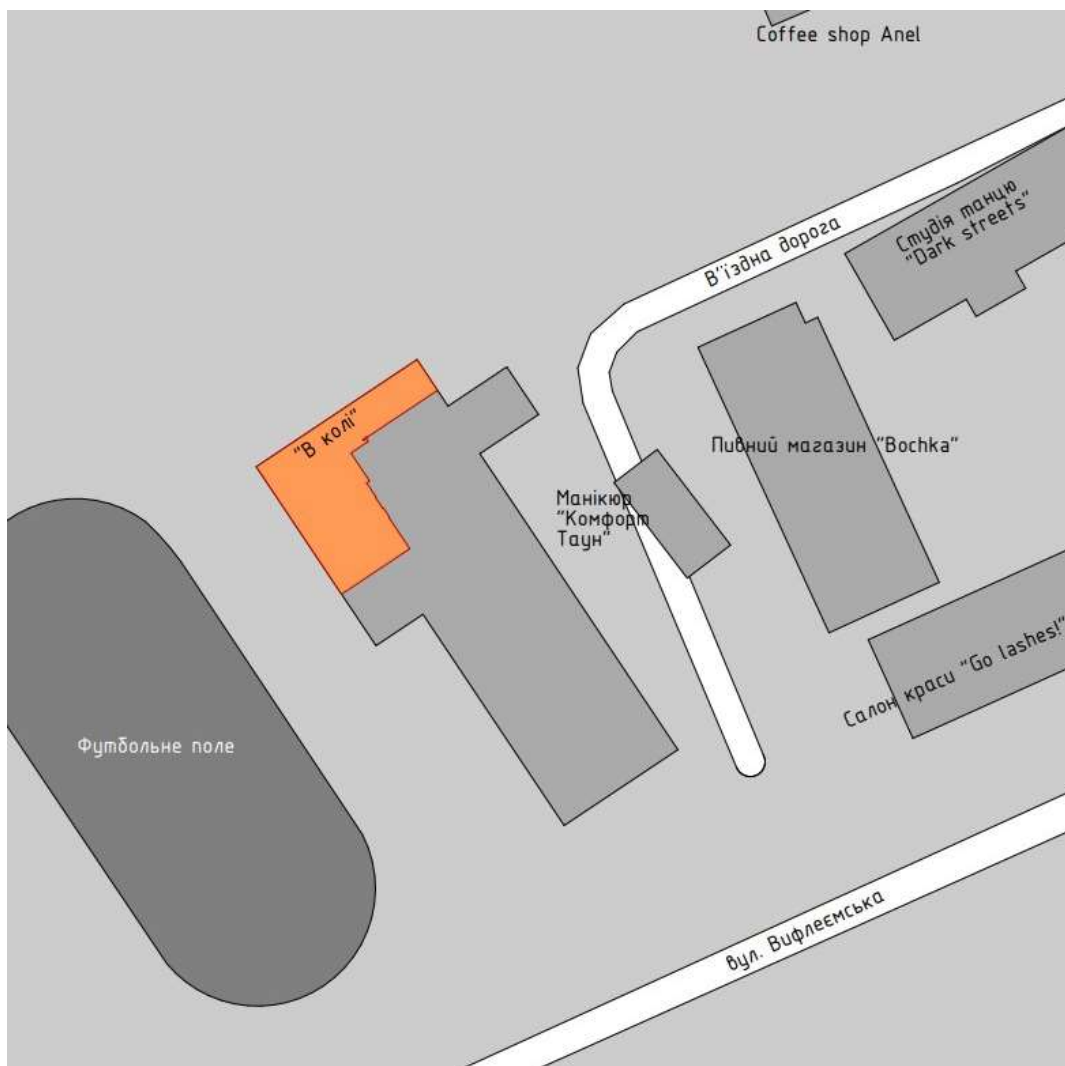 Coffee shop Anel
Студія танцю
"Dark streets"
В"їздна дорога
"В колі"
Пивний магазин "Bochka"
Манікюр
"Комфорт
Таун"
Салон краси "Go lashes!"
Футбольне поле
вул. Вифлеємська